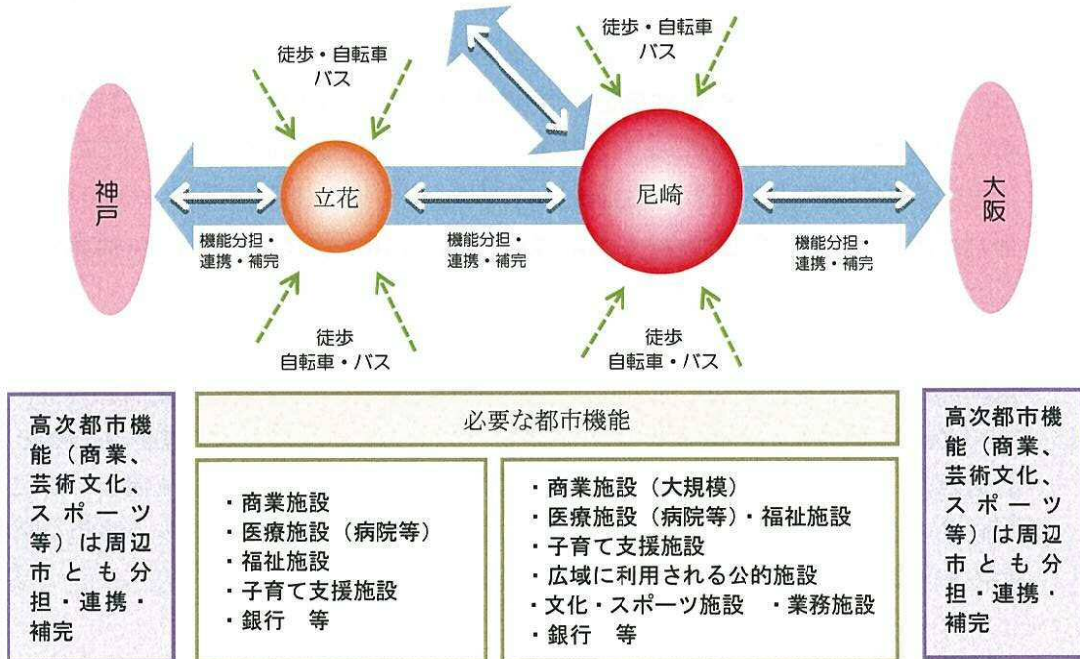 徒歩・自転車
バス
徒歩・自転車
バス
神戸
立花
尼崎
大阪
機能分担・
連携・補完
機能分担・
連携・補完
機能分担・
連携・補完
徒歩
自転車・バス
徒歩
自転車・バス
高次都市機
能（商業、
芸術文化、
スポーツ
等）は周辺
市とも分
担・連携・
補完
必要な都市機能
・商業施設
・医療施設（病院等）
・福祉施設
・子育て支援施設
・銀行　等
・商業施設（大規模）
・医療施設（病院等）・福祉施設
・子育て支援施設
・広域に利用される公的施設
・文化・スポーツ施設　・業務施設
・銀行　等
高次都市機
能（商業、
芸術文化、
スポーツ
等）は周辺
市とも分
担・連携・
補完